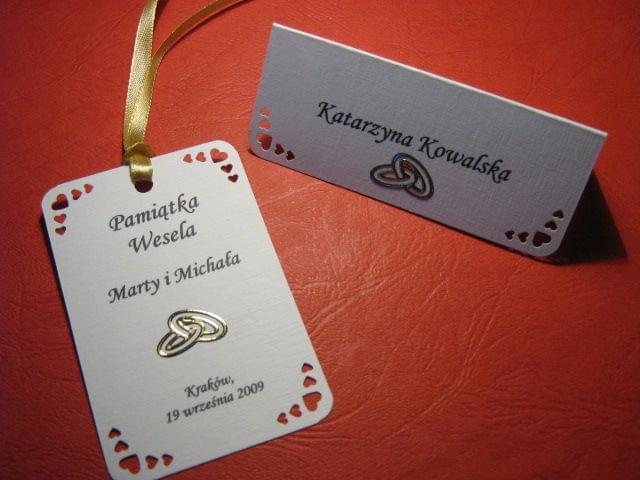 Pamiątka
Wesela
Marty i Michała
Kraków,
19 września 2009
Katarzyna Kowalska